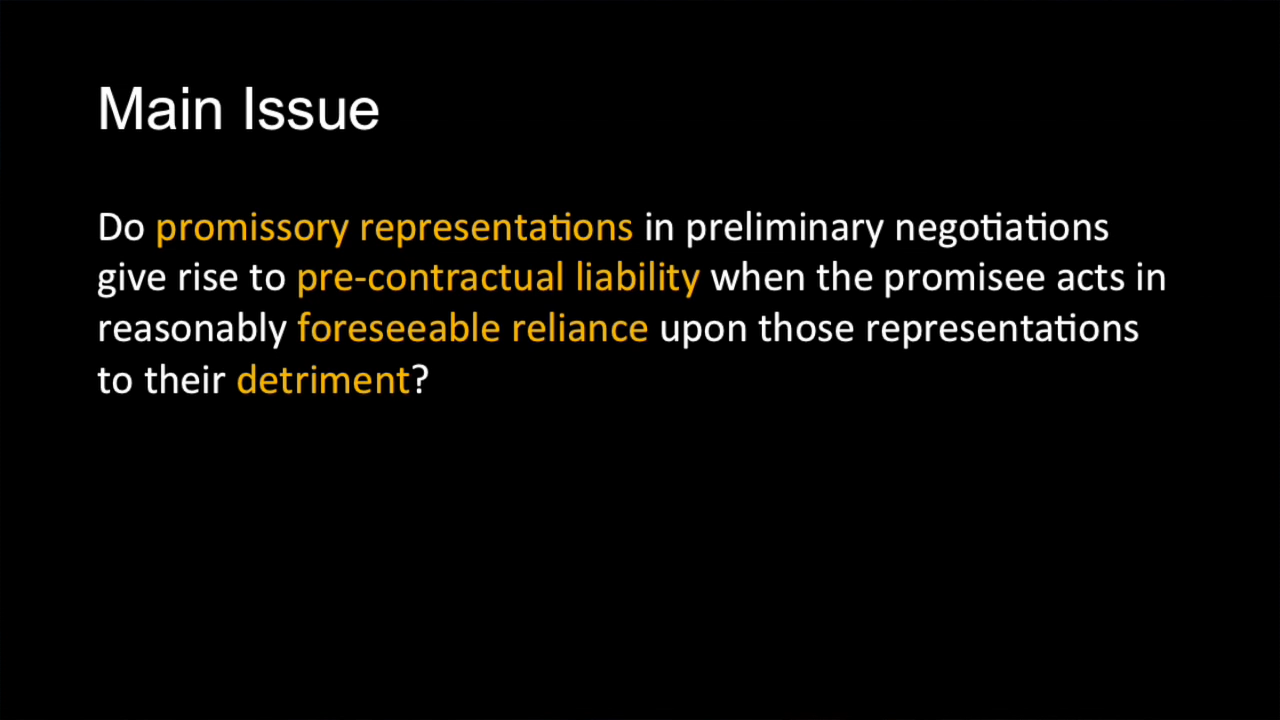 Main Issue
Do promissory representations in preliminary negotiations
give rise to pre-contractual liability when the promisee acts in
reasonably foreseeable reliance upon those representations
to their detriment?